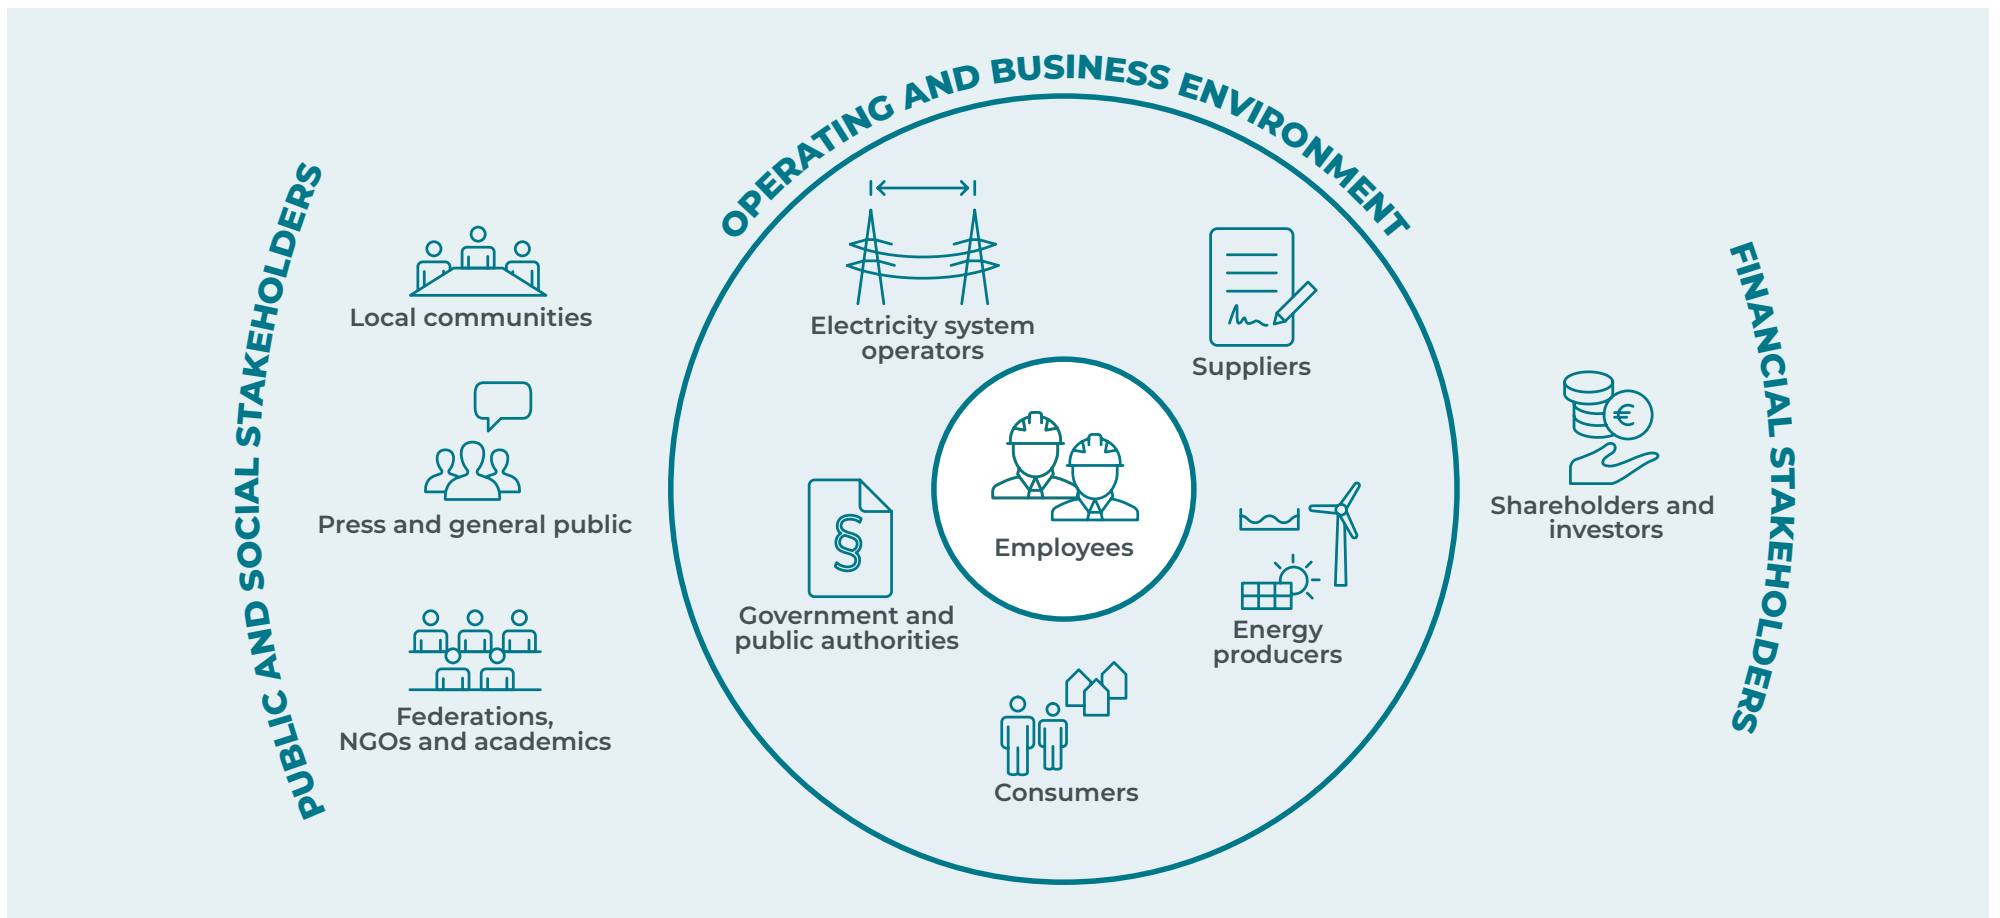 OPERATING AND BUSINESS ENVIRONMENT
PUBLIC AND SOCIAL STAKEHOLDERS
Local communities
Press and general public
Federations,
NGOs and academics
Electricity system
operators
Suppliers
Employees
Government and
public authorities
§
Energy
producers
Consumers
FINANCIAL STAKEHOLDERS
€
Shareholders and
investors